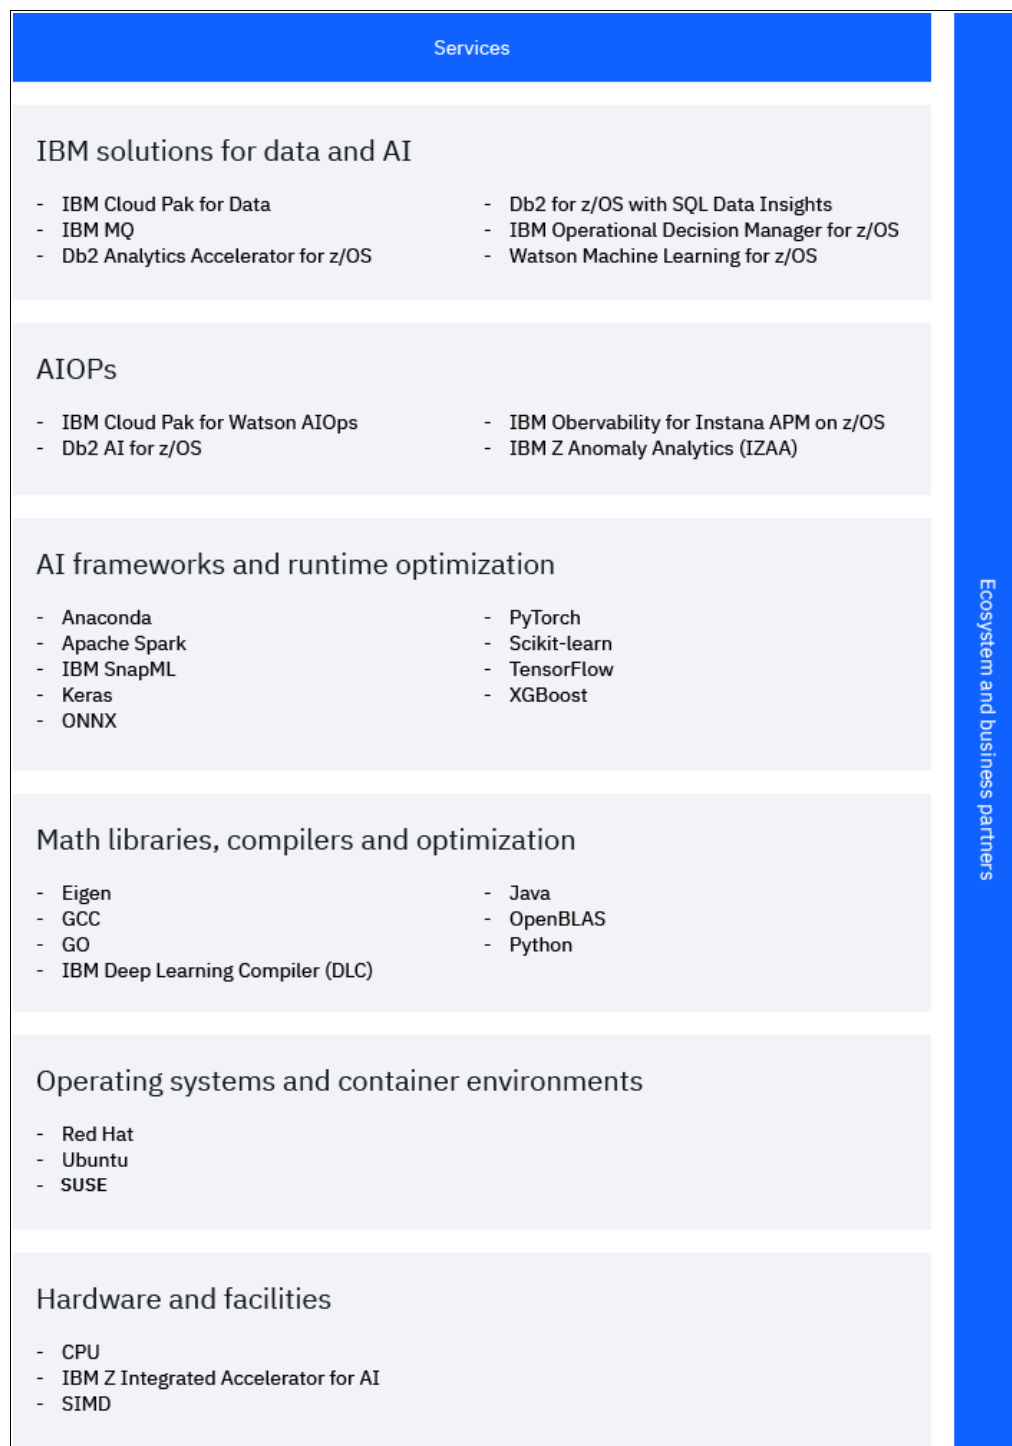 Services
IBM solutions for data and AI
- IBM Cloud Pak for Data
- IBM MQ
- Db2 Analytics Accelerator for z/OS
- Db2 for z/OS with SQL Data Insights
- IBM Operational Decision Manager for z/OS
- Watson Machine Learning for z/OS
AIOPs
- IBM Cloud Pak for Watson AIOps
- Db2 AI for z/OS
- IBM Obervability for Instana APM on z/OS
- IBM Z Anomaly Analytics (IZAA)
AI frameworks and runtime optimization
- Anaconda
- Apache Spark
- IBM SnapML
- Keras
- ONNX
- PyTorch
- Scikit-learn
- TensorFlow
- XGBoost
Math libraries, compilers and optimization
- Eigen
- GCC
- GO
- IBM Deep Learning Compiler (DLC)
- Java
- OpenBLAS
- Python
Operating systems and container environments
- Red Hat
- Ubuntu
- SUSE
Hardware and facilities
- CPU
- IBM Z Integrated Accelerator for AI
- SIMD
Ecosystem and business partners